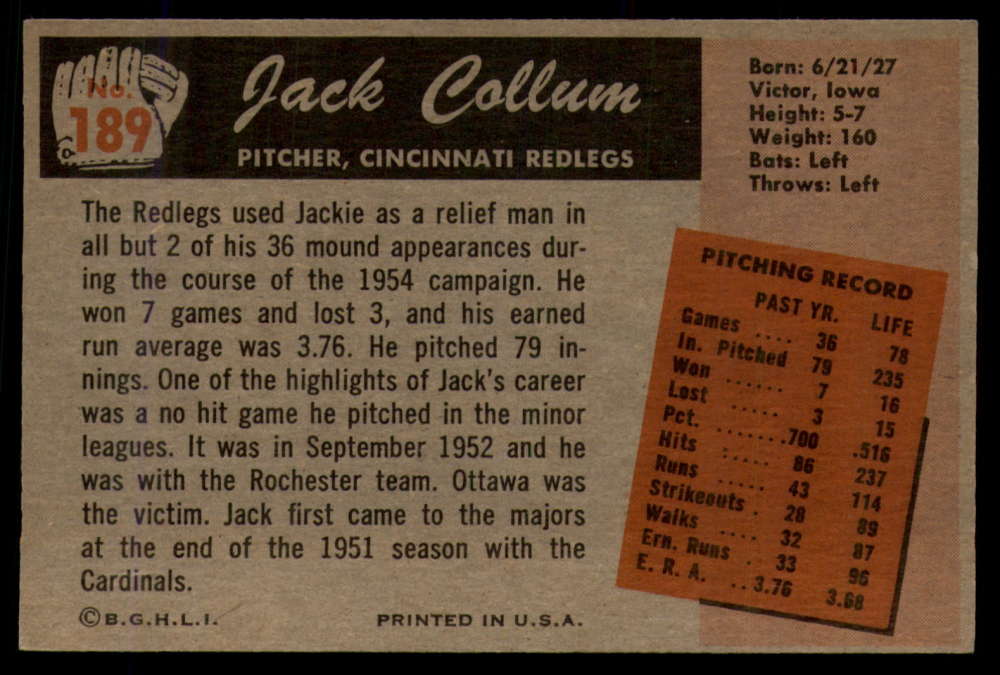 No.
189
Jack Collum
PITCHER, CINCINNATI REDLEGS
Born: 6/21/27
Victor, Iowa
Height: 5-7
Weight: 160
Bats: Left
Throws: Left
The Redlegs used Jackie as a relief man in
all but 2 of his 36 mound appearances dur-
ing the course of the 1954 campaign. He
won 7 games and lost 3, and his earned
run average was 3.76. He pitched 79 in-
nings. One of the highlights of Jack's career
was a no hit game he pitched in the minor
leagues. It was in September 1952 and he
was with the Rochester team. Ottawa was
the victim. Jack first came to the majors
at the end of the 1951 season with the
Cardinals.
PITCHING RECORD
PAST YR. LIFE
Games .... 36 78
In. Pitched 79 235
Won ...... 7 16
Lost ..... 3 15
Pct. ....... .700 .516
Hits ..... 86 237
Runs ..... 43 114
Strikeouts . 28 89
Walks .... 32 87
Ern. Runs . 33 96
E. R. A. .. 3.76 3.68
©B.G.H.L.I.
PRINTED IN U.S.A.